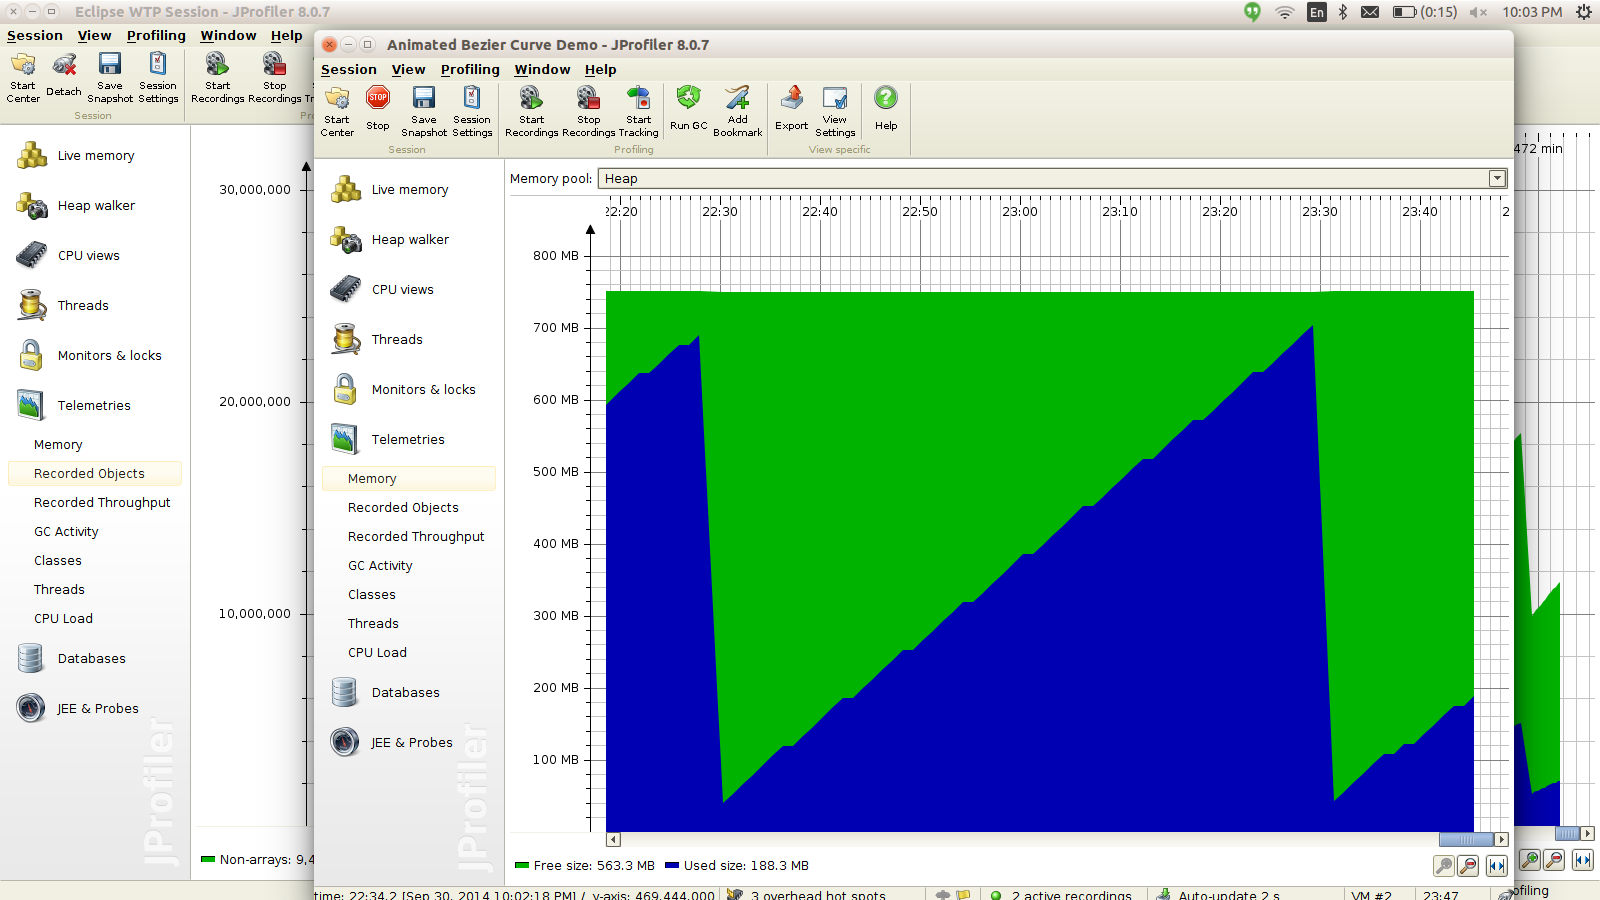 Eclipse WTP Session - JProfiler 8.0.7
En
(0:15)
10:03 PM
Session View Profiling Window Help
Start Center
Detach
Save Snapshot
Session Settings
Start Recordings
Stop Recordings
Session
Live memory
Heap walker
CPU views
Threads
Monitors & locks
Telemetries
Memory
Recorded Objects
Recorded Throughput
GC Activity
Classes
Threads
CPU Load
Databases
JEE & Probes
JProfiler
30,000,000
20,000,000
10,000,000
Non-arrays: 9,4
472 min
ofiling
Animated Bezier Curve Demo - JProfiler 8.0.7
Session View Profiling Window Help
Start Center
STOP
Stop
Save Snapshot
Session Settings
Start Recordings
Stop Recordings
Start Tracking
Run GC
Add Bookmark
Export
View Settings
Help
Session
Profiling
View specific
Live memory
Heap walker
CPU views
Threads
Monitors & locks
Telemetries
Memory
Recorded Objects
Recorded Throughput
GC Activity
Classes
Threads
CPU Load
Databases
JEE & Probes
JProfiler
Memory pool: Heap
22:20 22:30 22:40 22:50 23:00 23:10 23:20 23:30 23:40 2
800 MB
700 MB
600 MB
500 MB
400 MB
300 MB
200 MB
100 MB
Free size: 563.3 MB Used size: 188.3 MB
time: 22:34.2 [Sep 30, 2014 10:02:18 PM] / y-axis: 469,444,000
3 overhead hot spots
2 active recordings
Auto-update 2 s
VM #2
23:47